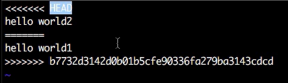 <<<<<<< HEAD
hello world2
=======
hello world1
>>>>>>> b7732d3142d0b01b5cfe90336fa279ba3143cdcd
~